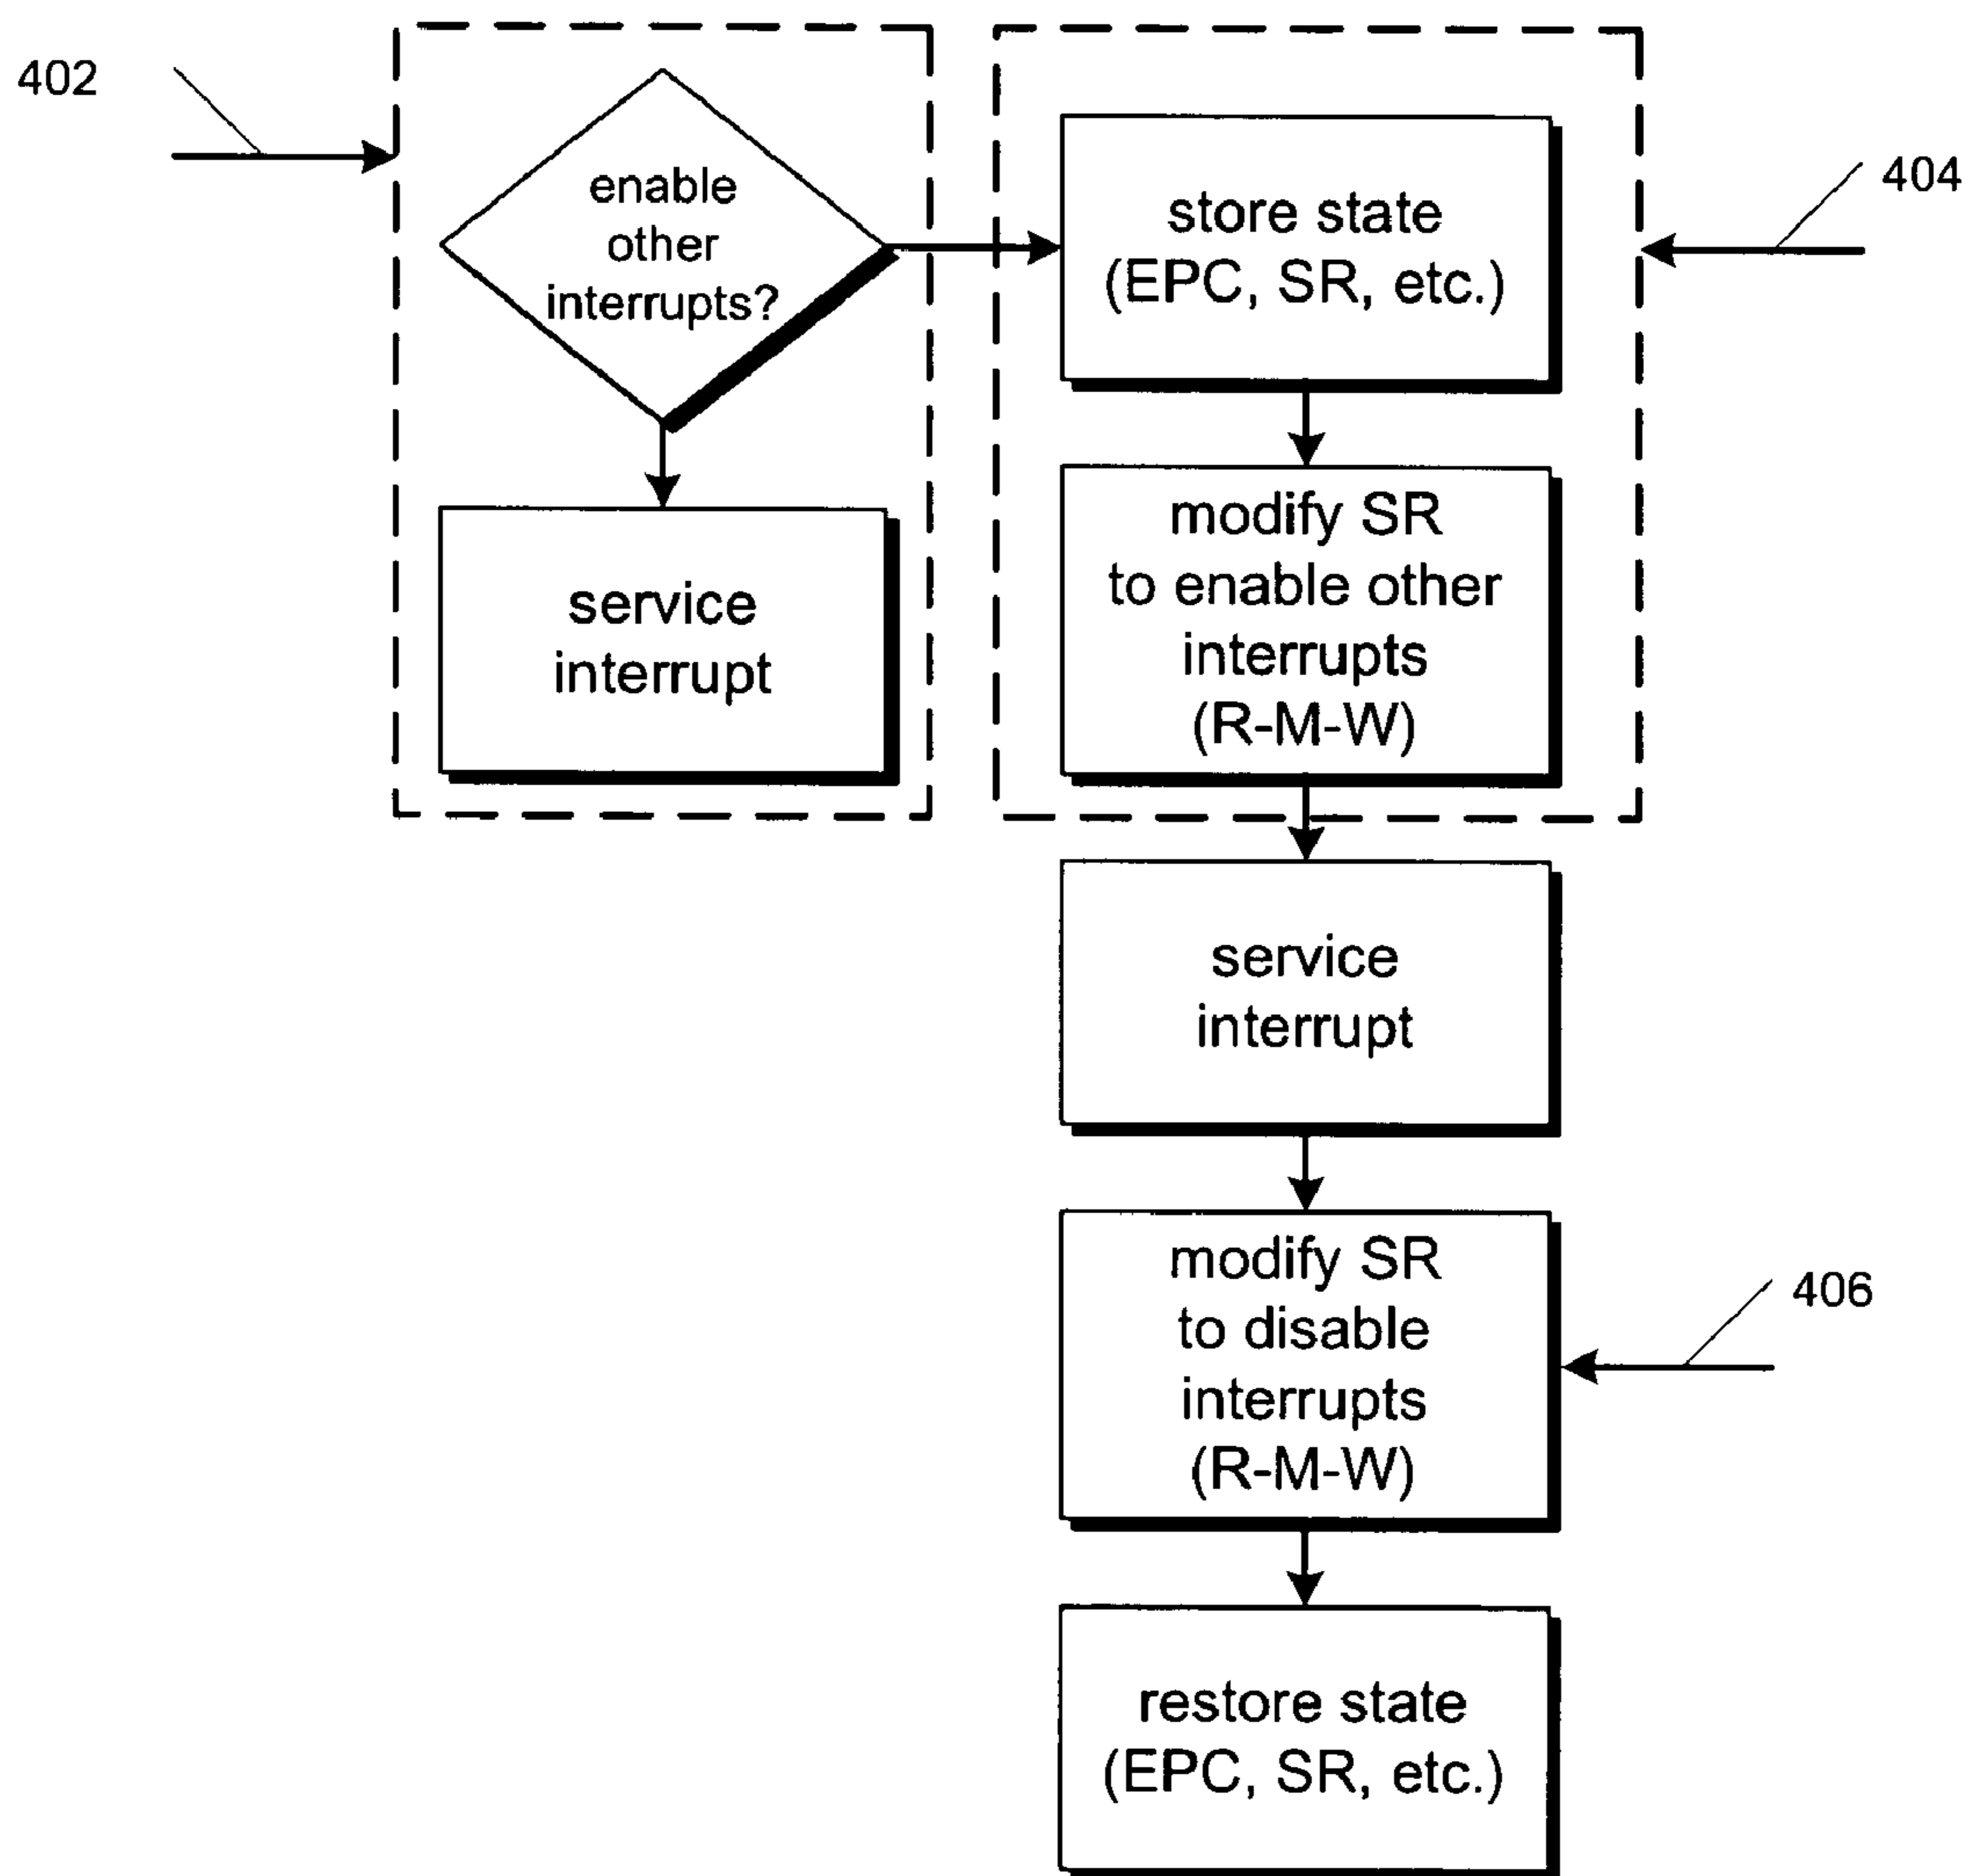 402
enable
other
interrupts?
service
interrupt
404
store state
(EPC, SR, etc.)
modify SR
to enable other
interrupts
(R-M-W)
service
interrupt
modify SR
to disable
interrupts
(R-M-W)
406
restore state
(EPC, SR, etc.)